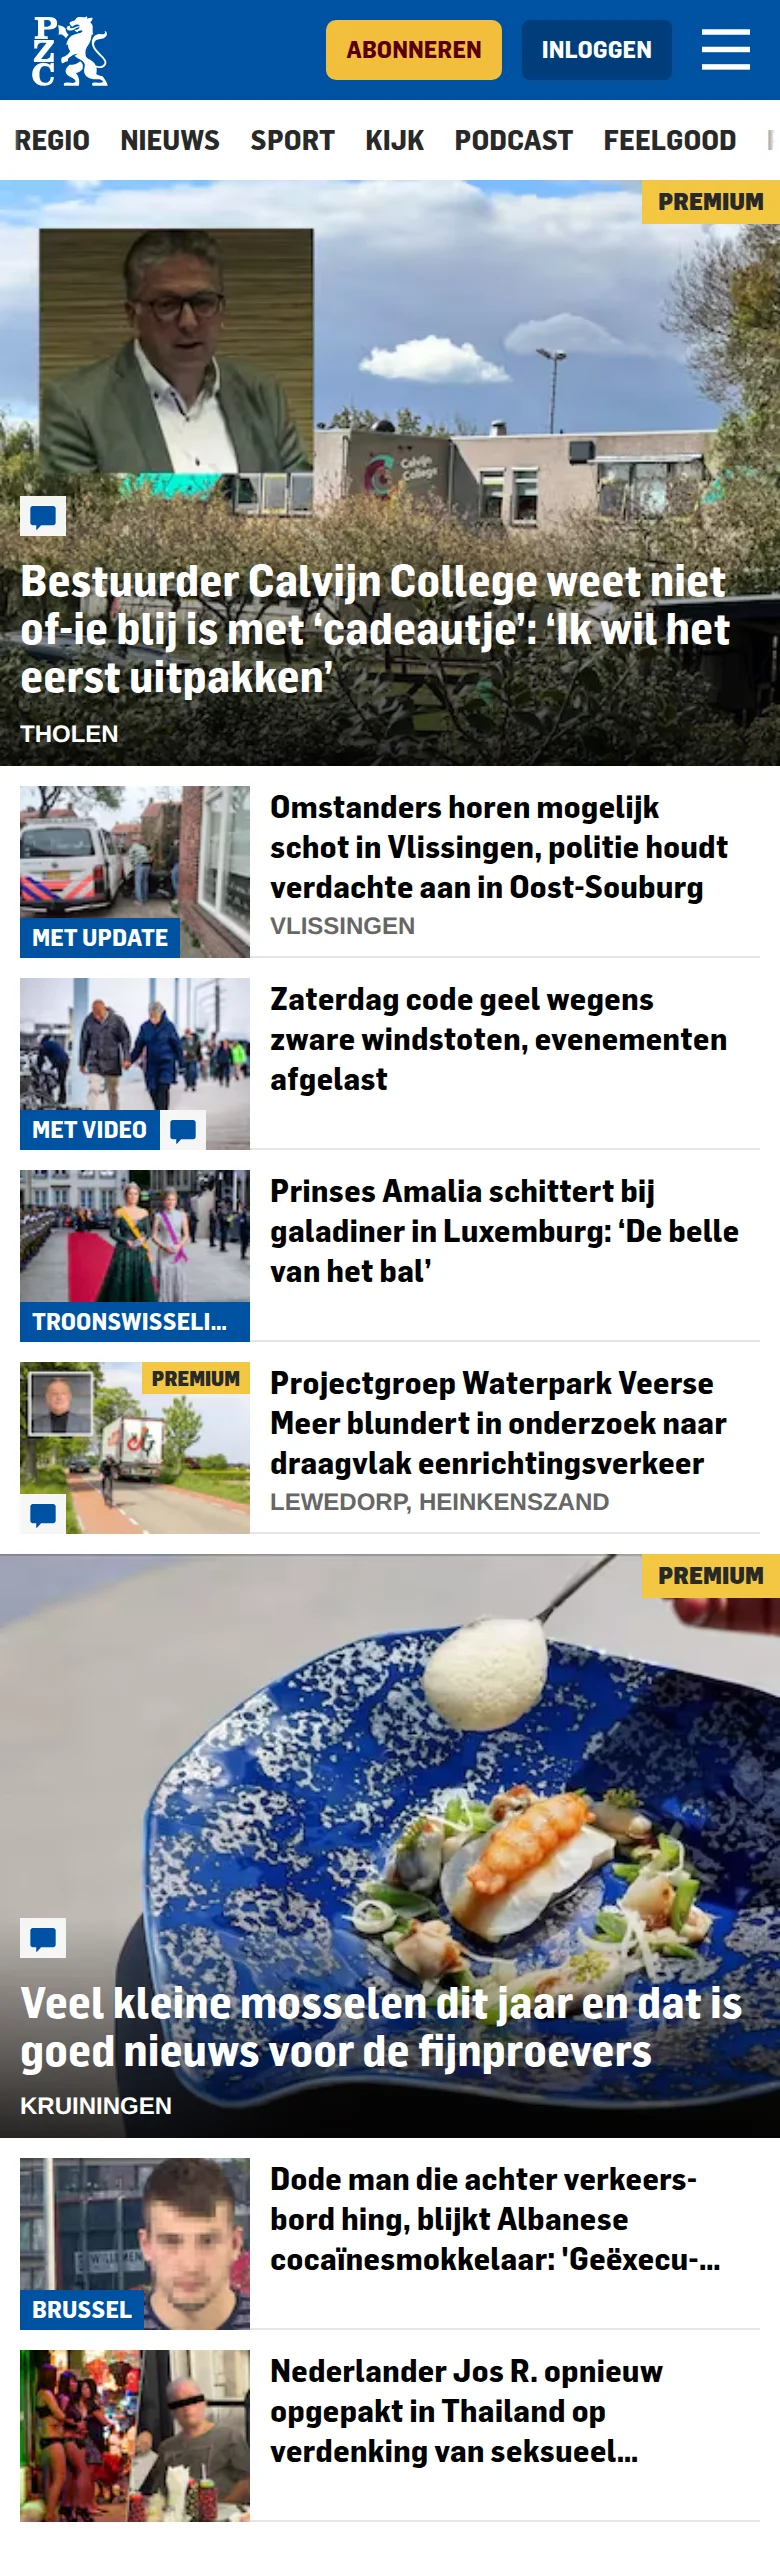 PZC
ABONNEREN
INLOGGEN
REGIO NIEUWS SPORT KIJK PODCAST FEELGOOD
PREMIUM
Calvijn
College
Bestuurder Calvijn College weet niet
of-ie blij is met ‘cadeautje’: ‘Ik wil het
eerst uitpakken’
THOLEN
MET UPDATE
Omstanders horen mogelijk
schot in Vlissingen, politie houdt
verdachte aan in Oost-Souburg
VLISSINGEN
MET VIDEO
Zaterdag code geel wegens
zware windstoten, evenementen
afgelast
TROONSWISSELI...
Prinses Amalia schittert bij
galadiner in Luxemburg: ‘De belle
van het bal’
PREMIUM
Projectgroep Waterpark Veerse
Meer blundert in onderzoek naar
draagvlak eenrichtingsverkeer
LEWEDORP, HEINKENSZAND
PREMIUM
Veel kleine mosselen dit jaar en dat is
goed nieuws voor de fijnproevers
KRUININGEN
BRUSSEL
Dode man die achter verkeers-
bord hing, blijkt Albanese
cocaïnesmokkelaar: 'Geëxecu-...
Nederlander Jos R. opnieuw
opgepakt in Thailand op
verdenking van seksueel...